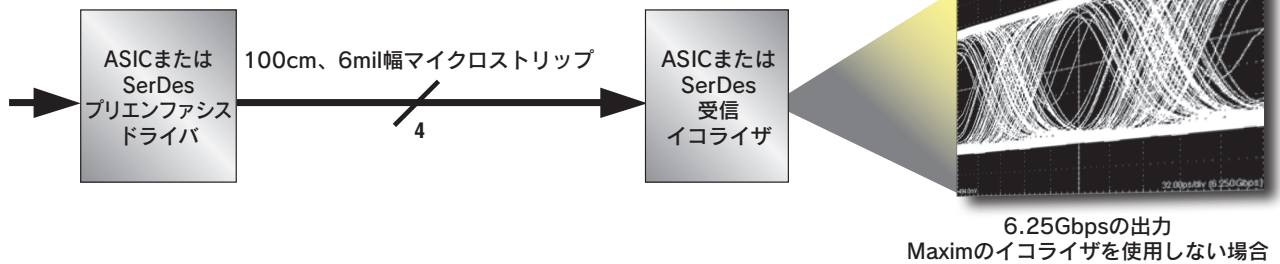 ASICまたは
SerDes
プリエンファシス
ドライバ
100cm、6mil幅マイクロストリップ
4
ASICまたは
SerDes
受信
イコライザ
32.00ps/div (6.250Gbps)
6.25Gbpsの出力
Maximのイコライザを使用しない場合